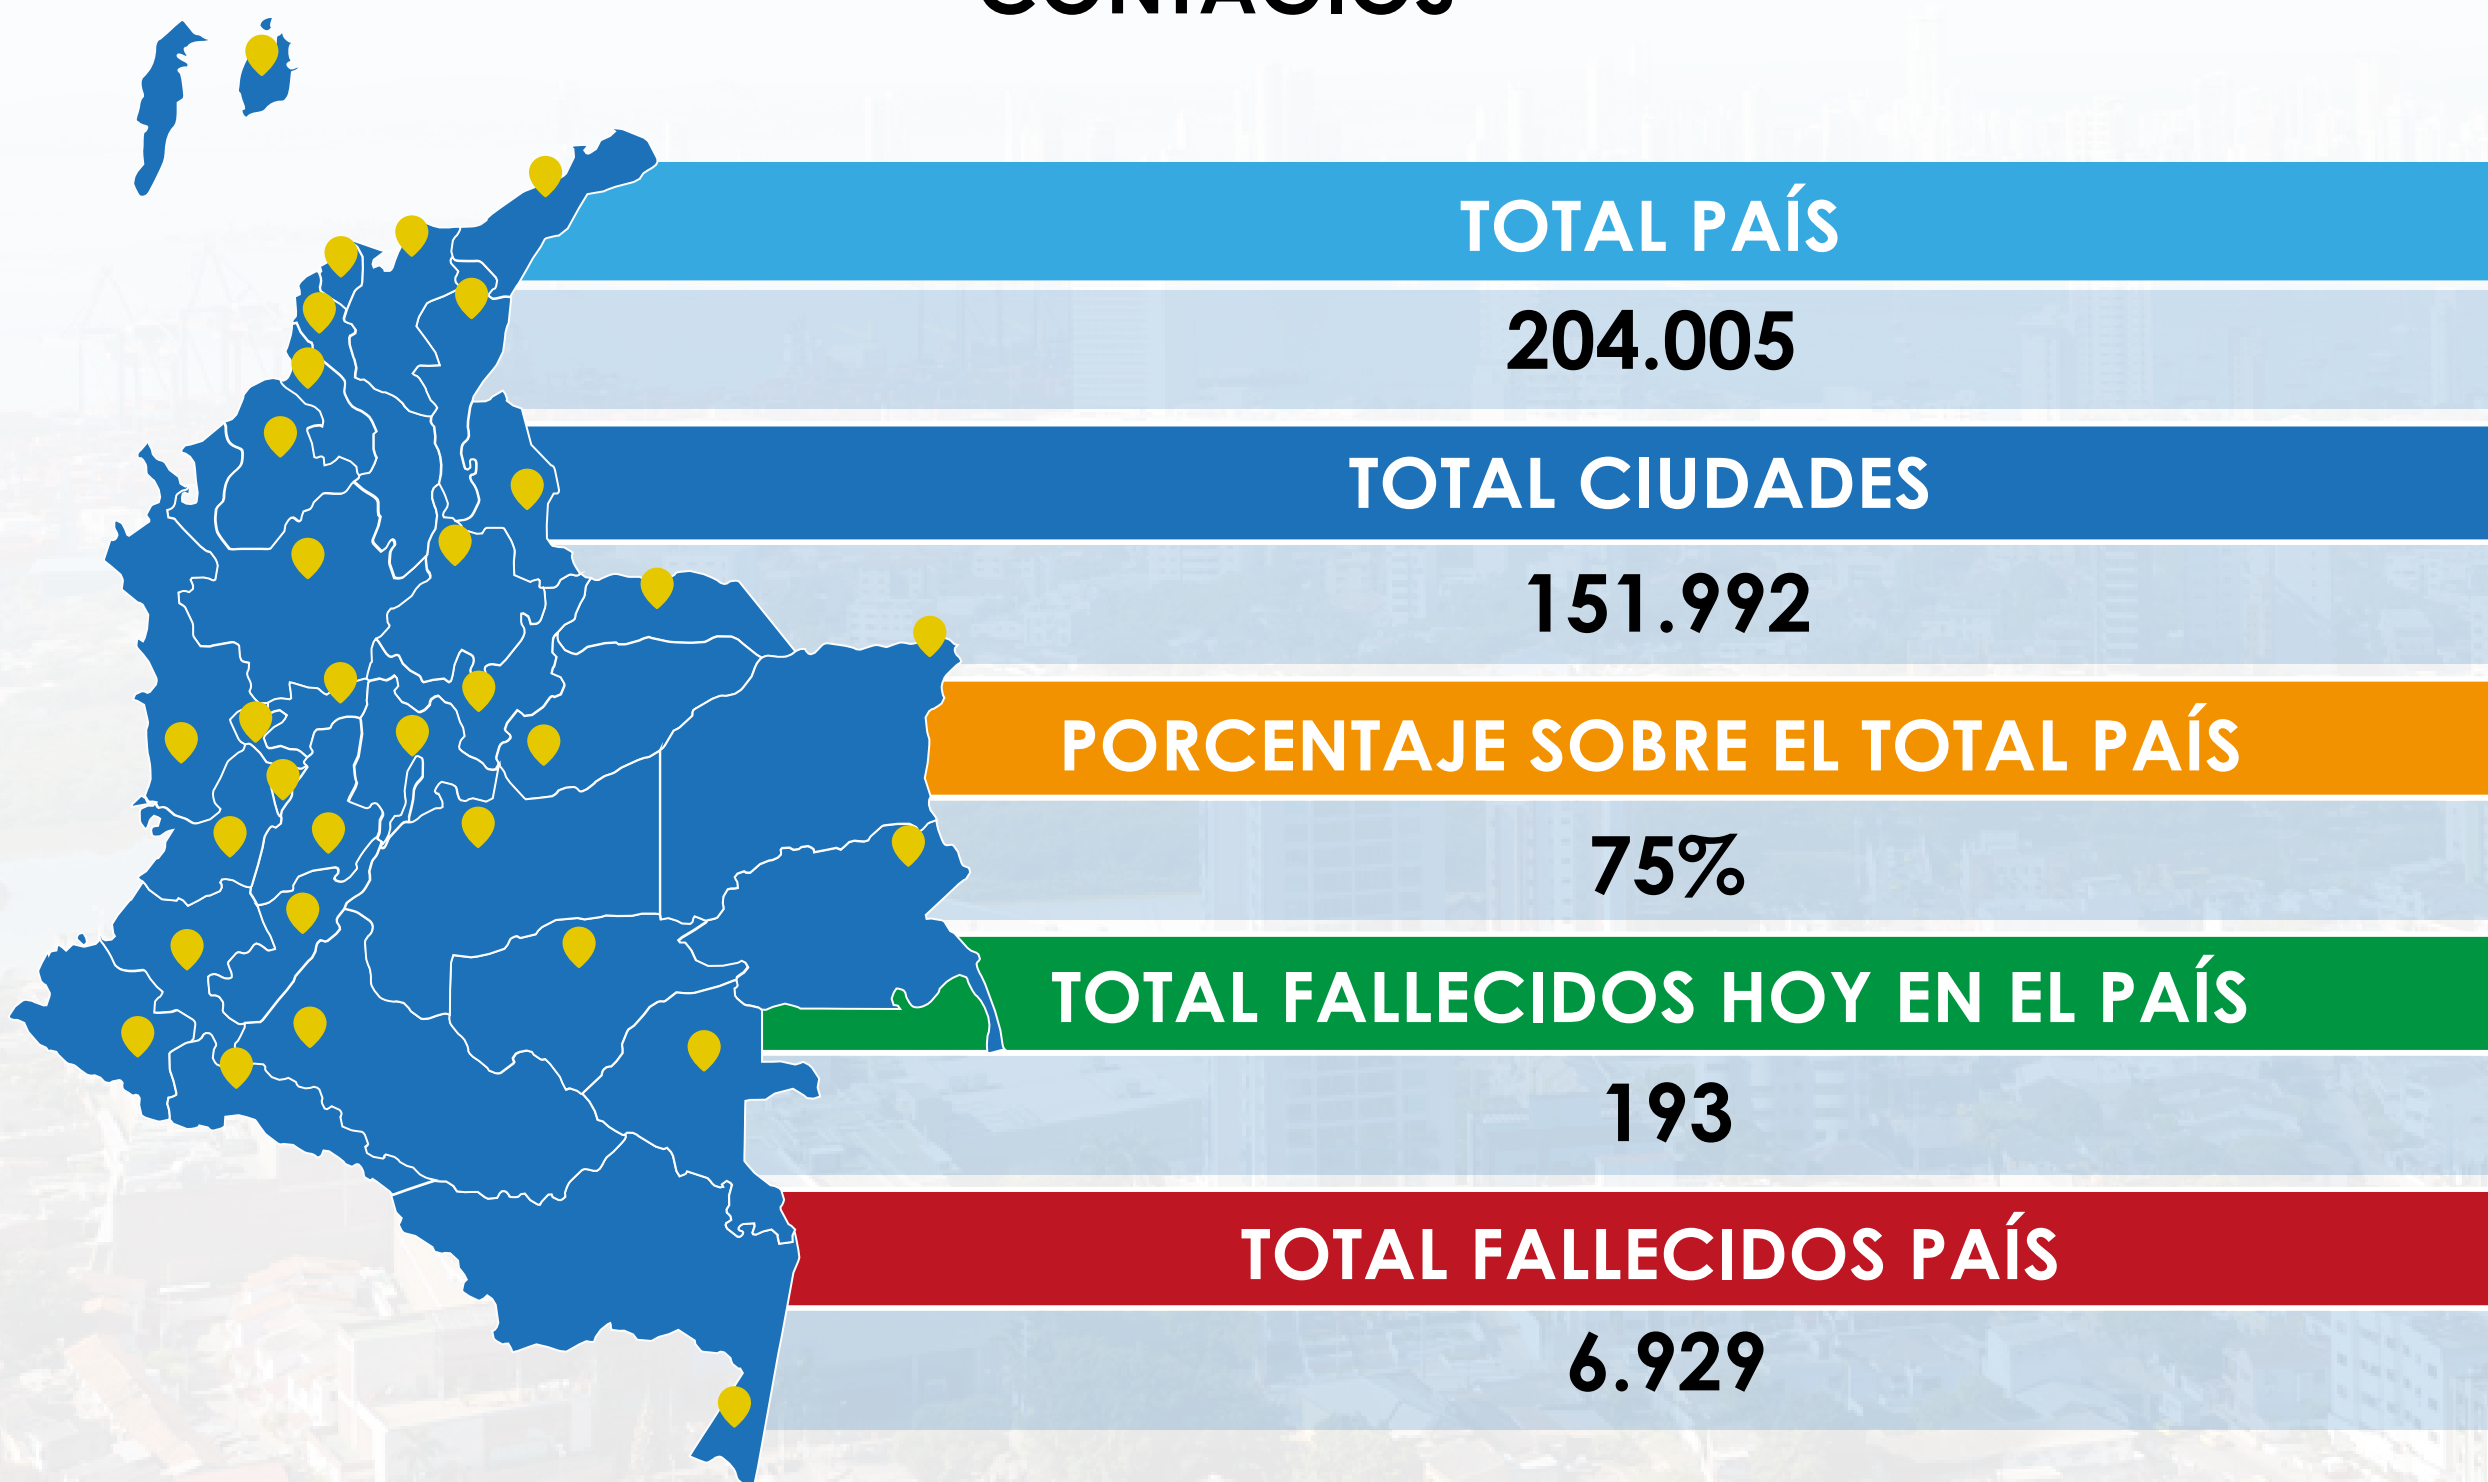 CONTAGIOS
TOTAL PAÍS
204.005
TOTAL CIUDADES
151.992
PORCENTAJE SOBRE EL TOTAL PAÍS
75%
TOTAL FALLECIDOS HOY EN EL PAÍS
193
TOTAL FALLECIDOS PAÍS
6.929